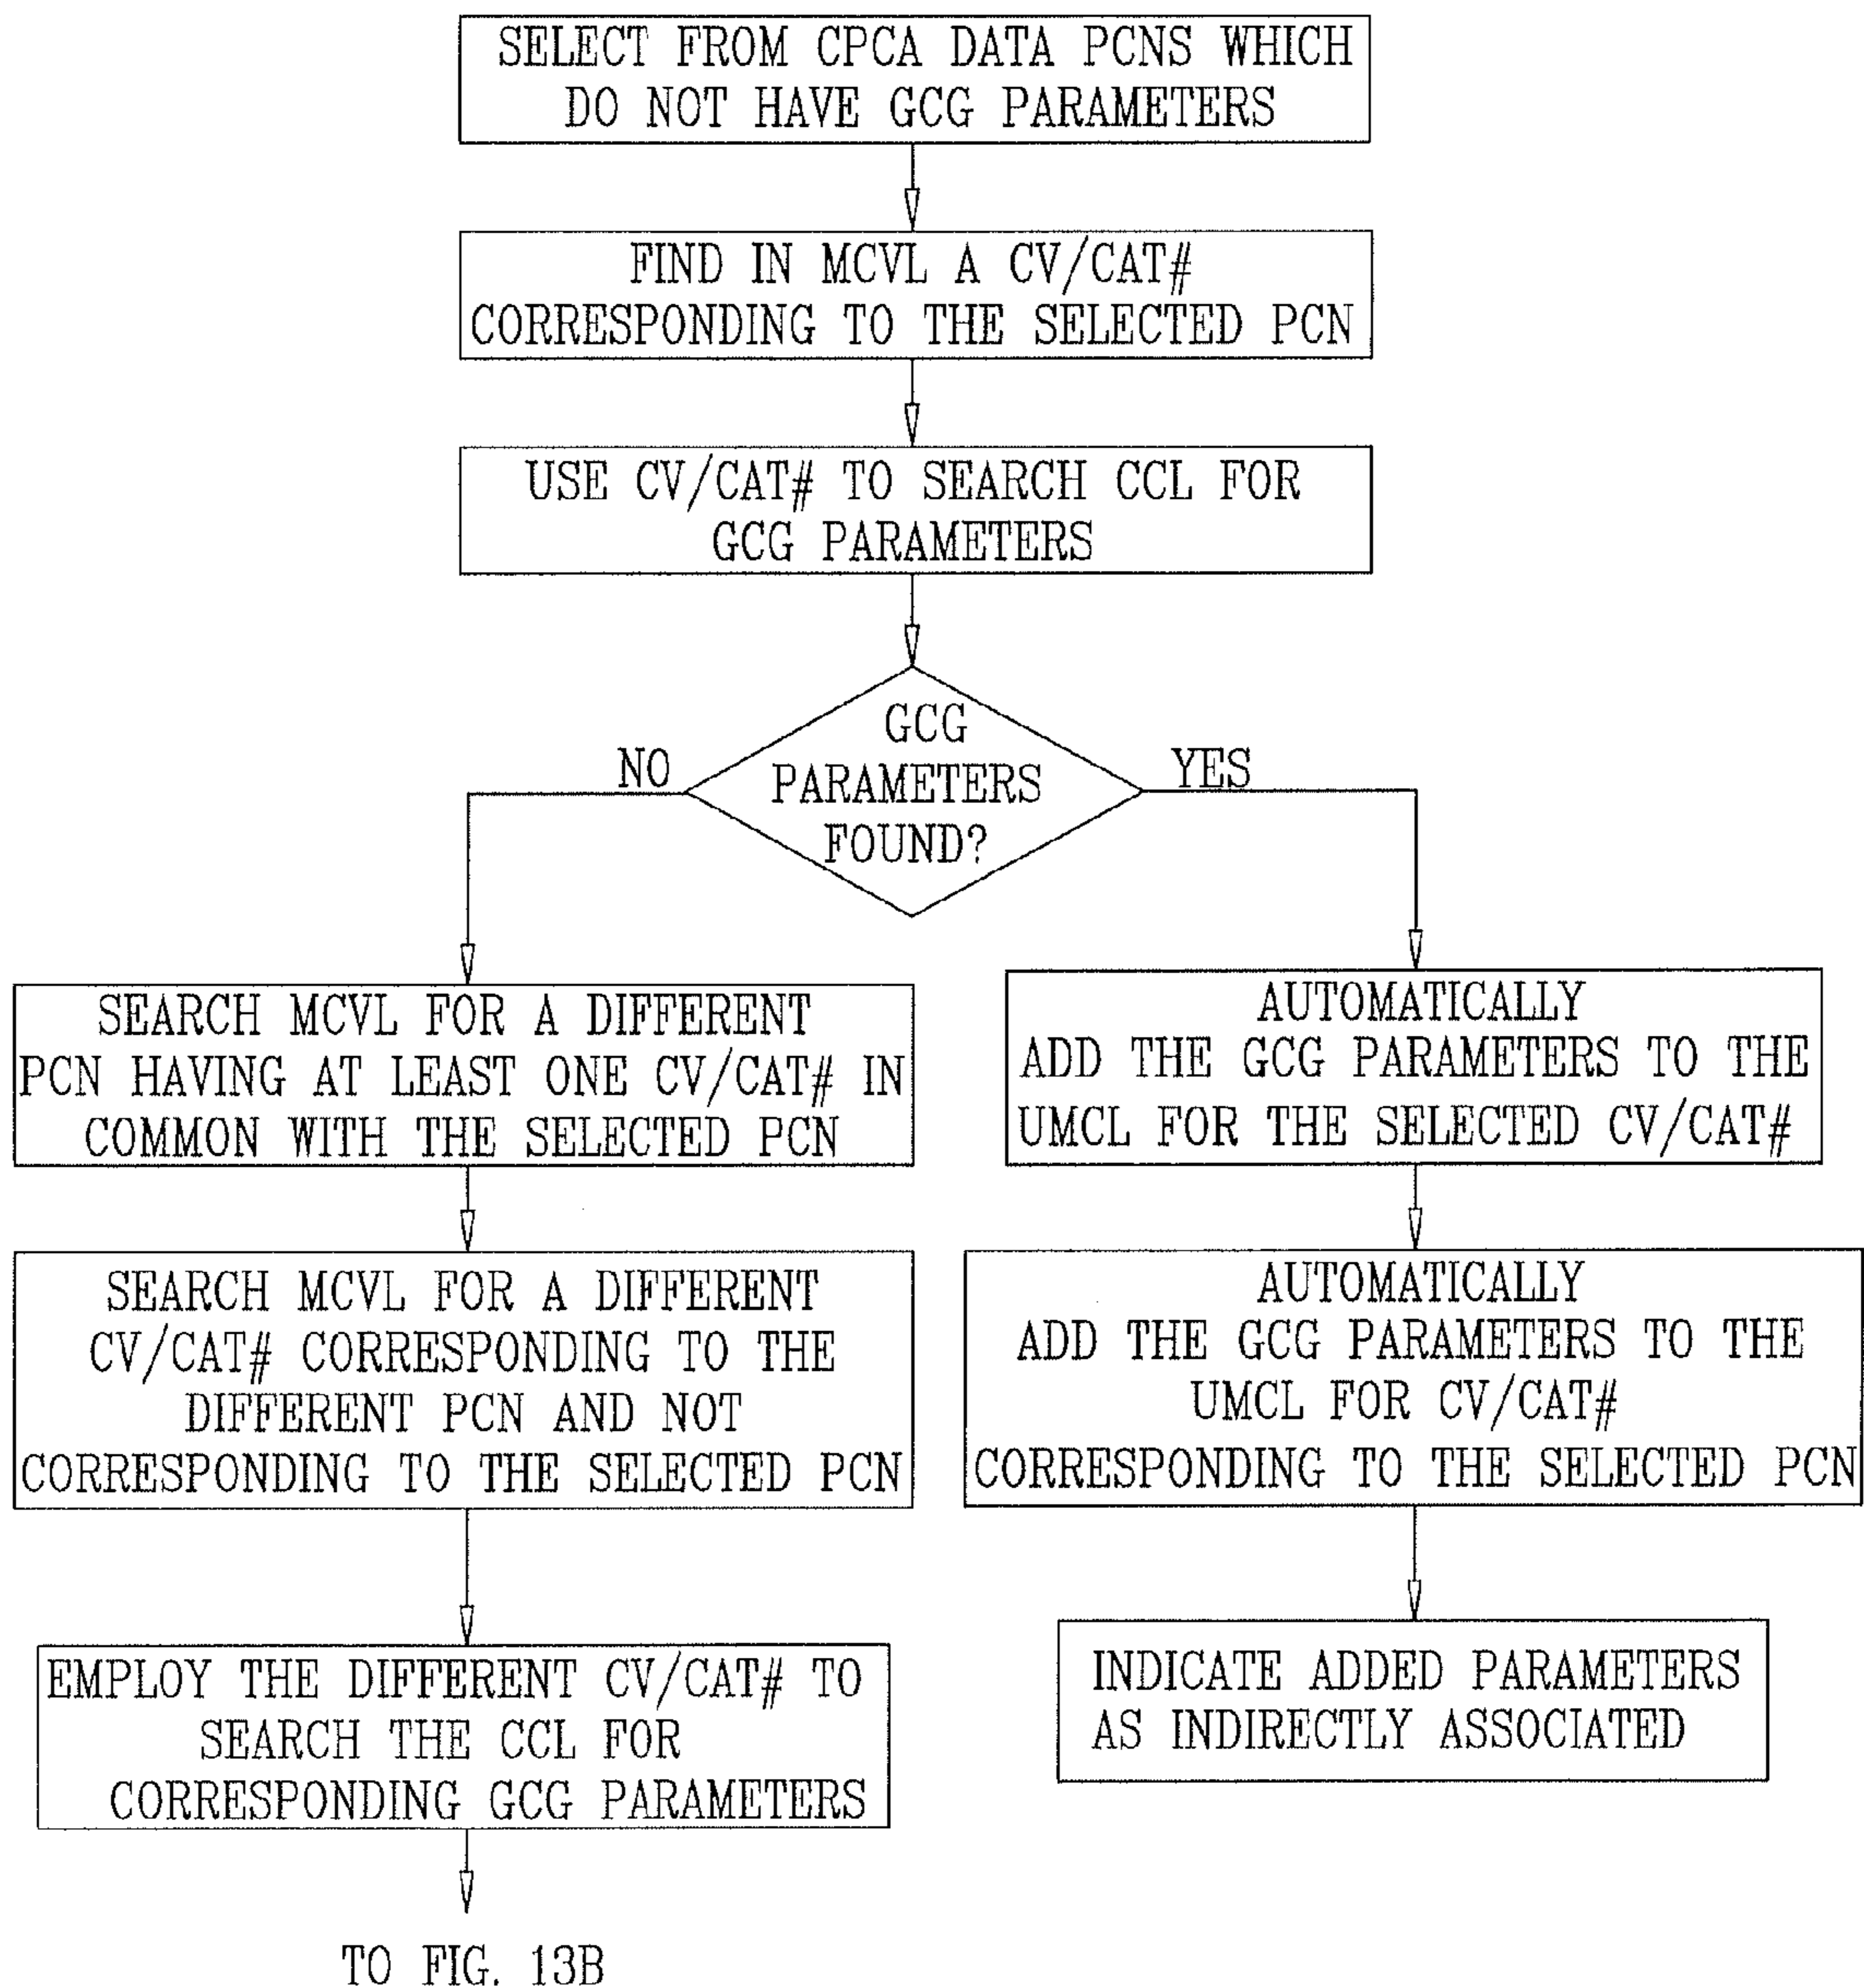 SELECT FROM CPCA DATA PCNS WHICH
DO NOT HAVE GCG PARAMETERS
FIND IN MCVL A CV/CAT#
CORRESPONDING TO THE SELECTED PCN
USE CV/CAT# TO SEARCH CCL FOR
GCG PARAMETERS
GCG
PARAMETERS
FOUND?
NO
YES
SEARCH MCVL FOR A DIFFERENT
PCN HAVING AT LEAST ONE CV/CAT# IN
COMMON WITH THE SELECTED PCN
SEARCH MCVL FOR A DIFFERENT
CV/CAT# CORRESPONDING TO THE
DIFFERENT PCN AND NOT
CORRESPONDING TO THE SELECTED PCN
EMPLOY THE DIFFERENT CV/CAT# TO
SEARCH THE CCL FOR
CORRESPONDING GCG PARAMETERS
TO FIG. 13B
AUTOMATICALLY
ADD THE GCG PARAMETERS TO THE
UMCL FOR THE SELECTED CV/CAT#
AUTOMATICALLY
ADD THE GCG PARAMETERS TO THE
UMCL FOR CV/CAT#
CORRESPONDING TO THE SELECTED PCN
INDICATE ADDED PARAMETERS
AS INDIRECTLY ASSOCIATED